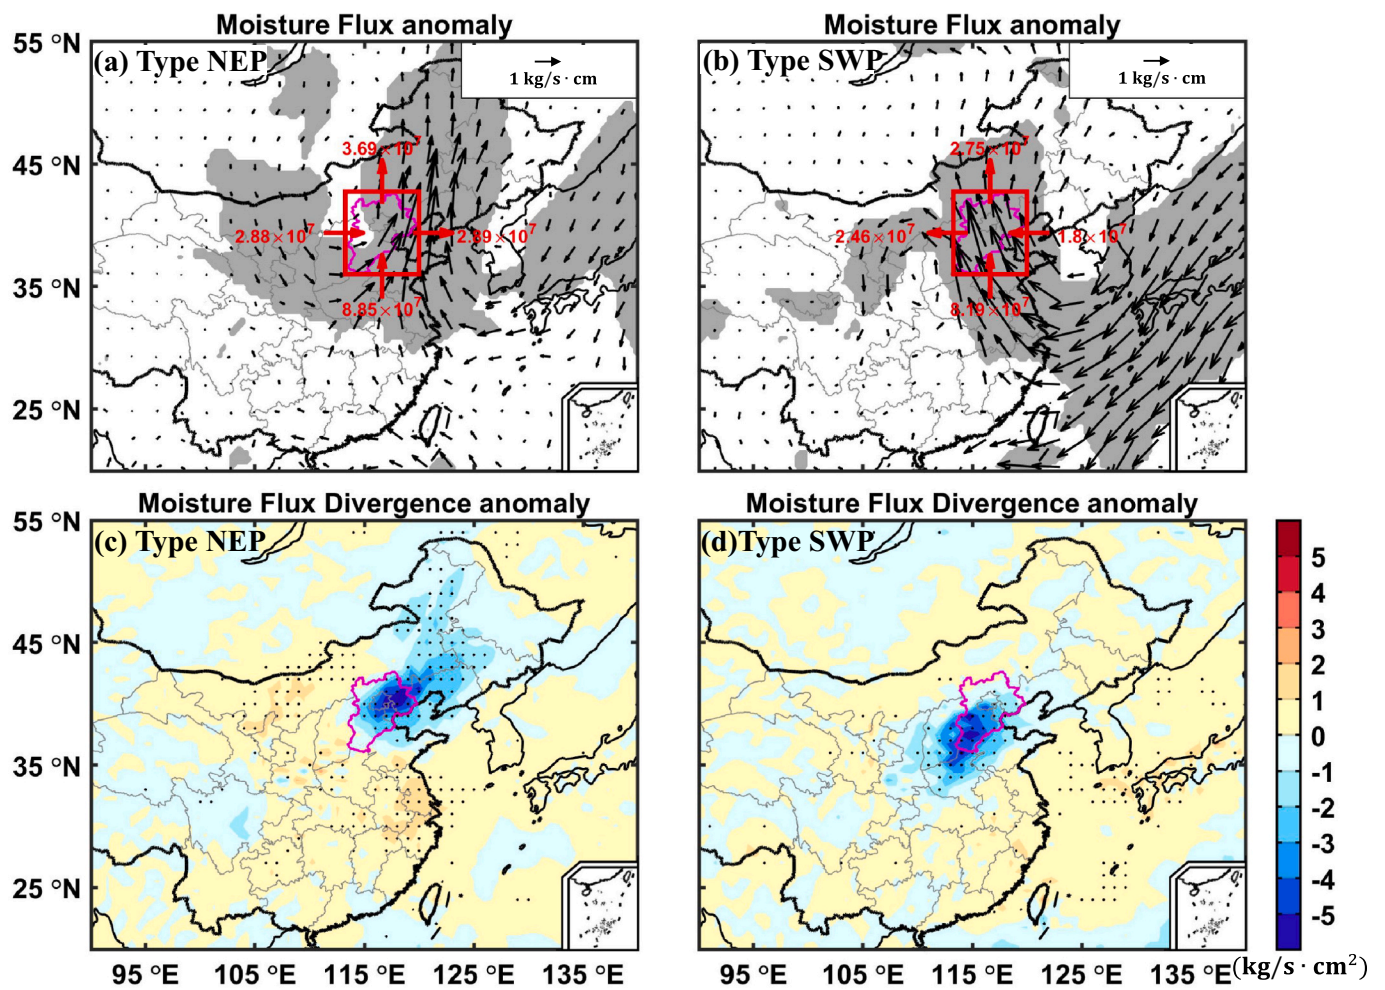 Moisture Flux anomaly
Moisture Flux anomaly
55 °N
45 °N
35 °N
25 °N
(a) Type NEP
1 kg/s · cm
3.69×10⁷
2.88×10⁷
2.89×10⁷
8.85×10⁷
(b) Type SWP
1 kg/s · cm
2.75×10⁷
2.46×10⁷
1.8×10⁷
8.19×10⁷
Moisture Flux Divergence anomaly
Moisture Flux Divergence anomaly
55 °N
45 °N
35 °N
25 °N
(c) Type NEP
(d)Type SWP
5
4
3
2
1
0
-1
-2
-3
-4
-5
95 °E
105 °E
115 °E
125 °E
135 °E
95 °E
105 °E
115 °E
125 °E
135 °E
(kg/s · cm²)